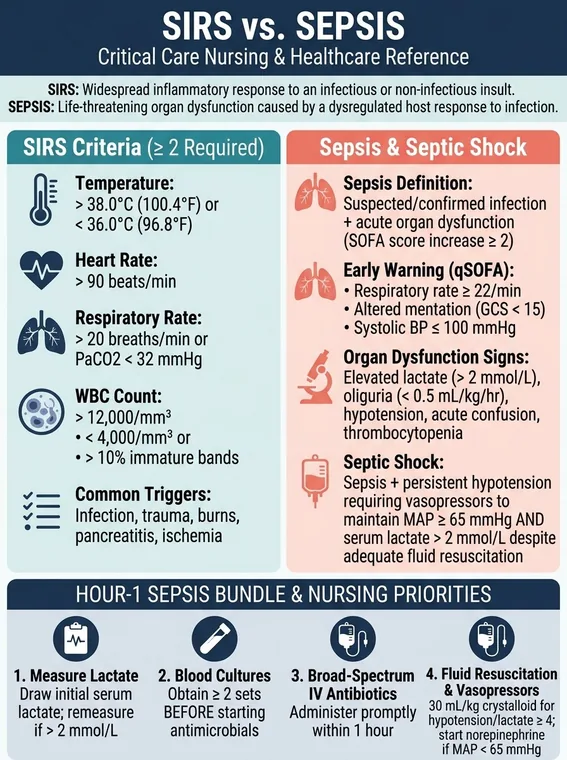 SIRS vs. SEPSIS
Critical Care Nursing & Healthcare Reference
SIRS: Widespread inflammatory response to an infectious or non-infectious insult.
SEPSIS: Life-threatening organ dysfunction caused by a dysregulated host response to infection.
SIRS Criteria (≥ 2 Required)
Temperature:
> 38.0°C (100.4°F) or
< 36.0°C (96.8°F)
Heart Rate:
> 90 beats/min
Respiratory Rate:
> 20 breaths/min or
PaCO2 < 32 mmHg
WBC Count:
> 12,000/mm³
• < 4,000/mm³ or
• > 10% immature bands
Common Triggers:
Infection, trauma, burns,
pancreatitis, ischemia
Sepsis & Septic Shock
Sepsis Definition:
Suspected/confirmed infection
+ acute organ dysfunction
(SOFA score increase ≥ 2)
Early Warning (qSOFA):
• Respiratory rate ≥ 22/min
• Altered mentation (GCS < 15)
• Systolic BP ≤ 100 mmHg
Organ Dysfunction Signs:
Elevated lactate (> 2 mmol/L),
oliguria (< 0.5 mL/kg/hr),
hypotension, acute confusion,
thrombocytopenia
Septic Shock:
Sepsis + persistent hypotension
requiring vasopressors to
maintain MAP ≥ 65 mmHg AND
serum lactate > 2 mmol/L despite
adequate fluid resuscitation
HOUR-1 SEPSIS BUNDLE & NURSING PRIORITIES
1. Measure Lactate
Draw initial serum
lactate; remeasure
if > 2 mmol/L
2. Blood Cultures
Obtain ≥ 2 sets
BEFORE starting
antimicrobials
3. Broad-Spectrum
IV Antibiotics
Administer promptly
within 1 hour
4. Fluid Resuscitation
& Vasopressors
30 mL/kg crystalloid for
hypotension/lactate ≥ 4;
start norepinephrine
if MAP < 65 mmHg